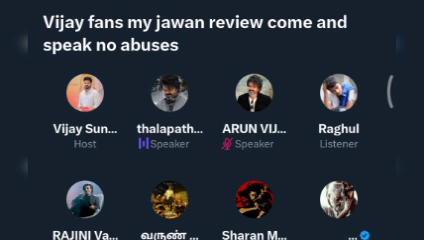 Vijay fans my jawan review come and
speak no abuses
Vijay Sun... thalapath... ARUN VIJ... Raghul
Host Speaker Speaker Listener
RAJINI Va... வருண் ... Sharan M... ...